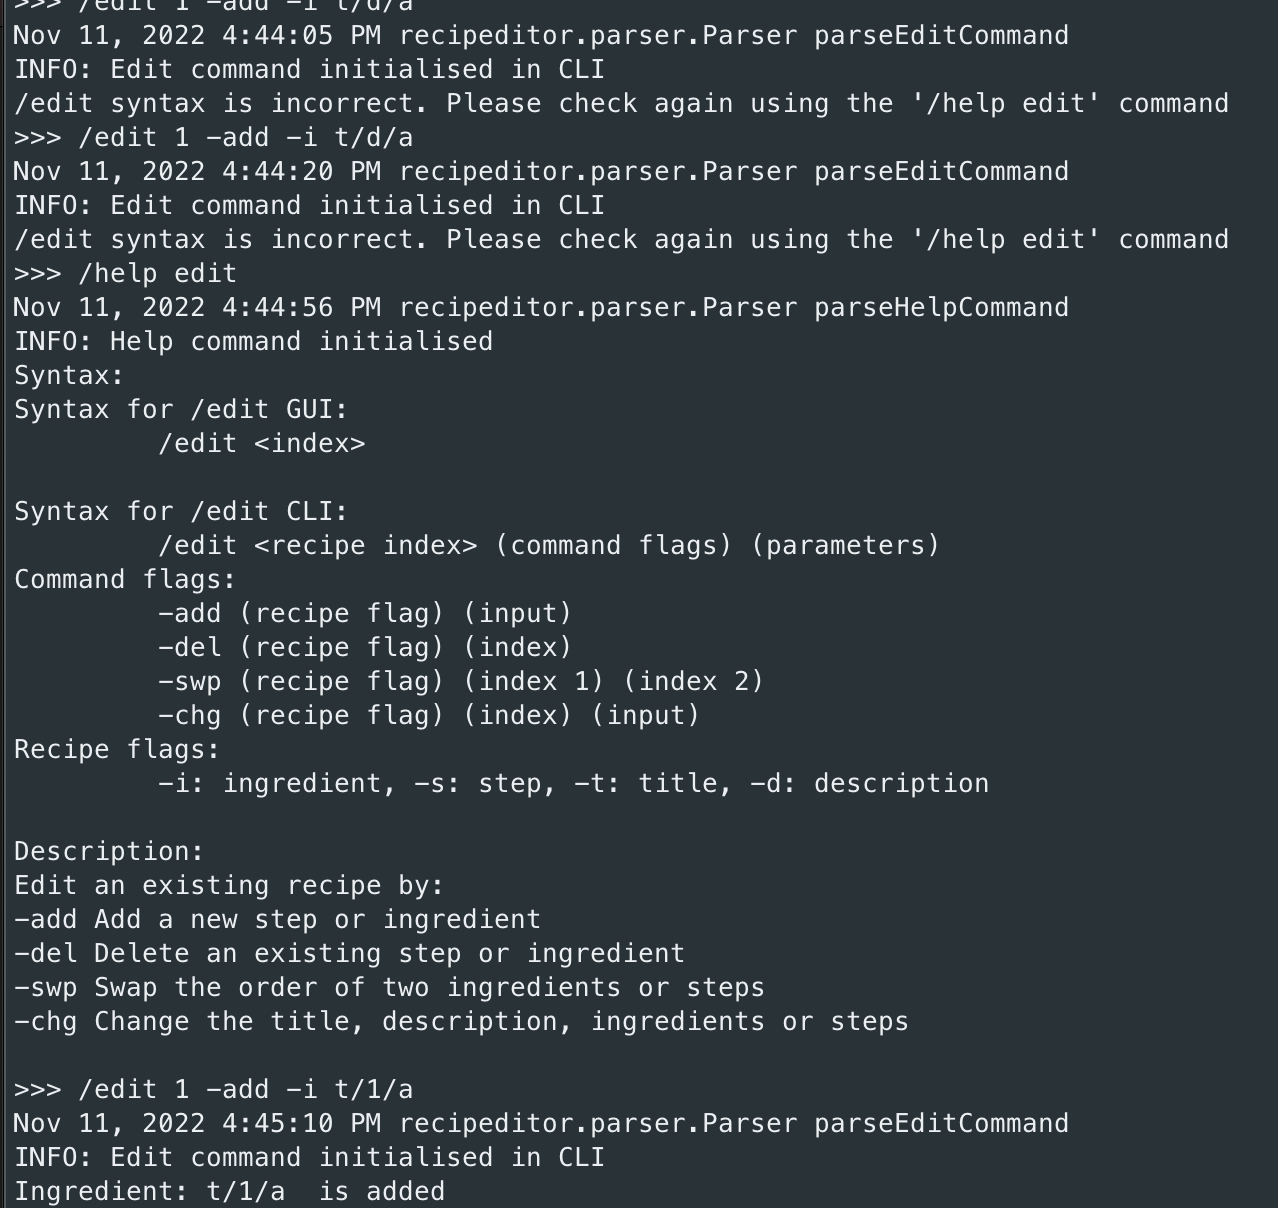 >>> /edit 1 -add -i t/d/a
Nov 11, 2022 4:44:05 PM recipeditor.parser.Parser parseEditCommand
INFO: Edit command initialised in CLI
/edit syntax is incorrect. Please check again using the '/help edit' command
>>> /edit 1 -add -i t/d/a
Nov 11, 2022 4:44:20 PM recipeditor.parser.Parser parseEditCommand
INFO: Edit command initialised in CLI
/edit syntax is incorrect. Please check again using the '/help edit' command
>>> /help edit
Nov 11, 2022 4:44:56 PM recipeditor.parser.Parser parseHelpCommand
INFO: Help command initialised
Syntax:
Syntax for /edit GUI:
         /edit <index>

Syntax for /edit CLI:
         /edit <recipe index> (command flags) (parameters)
Command flags:
         -add (recipe flag) (input)
         -del (recipe flag) (index)
         -swp (recipe flag) (index 1) (index 2)
         -chg (recipe flag) (index) (input)
Recipe flags:
         -i: ingredient, -s: step, -t: title, -d: description

Description:
Edit an existing recipe by:
-add Add a new step or ingredient
-del Delete an existing step or ingredient
-swp Swap the order of two ingredients or steps
-chg Change the title, description, ingredients or steps

>>> /edit 1 -add -i t/1/a
Nov 11, 2022 4:45:10 PM recipeditor.parser.Parser parseEditCommand
INFO: Edit command initialised in CLI
Ingredient: t/1/a  is added